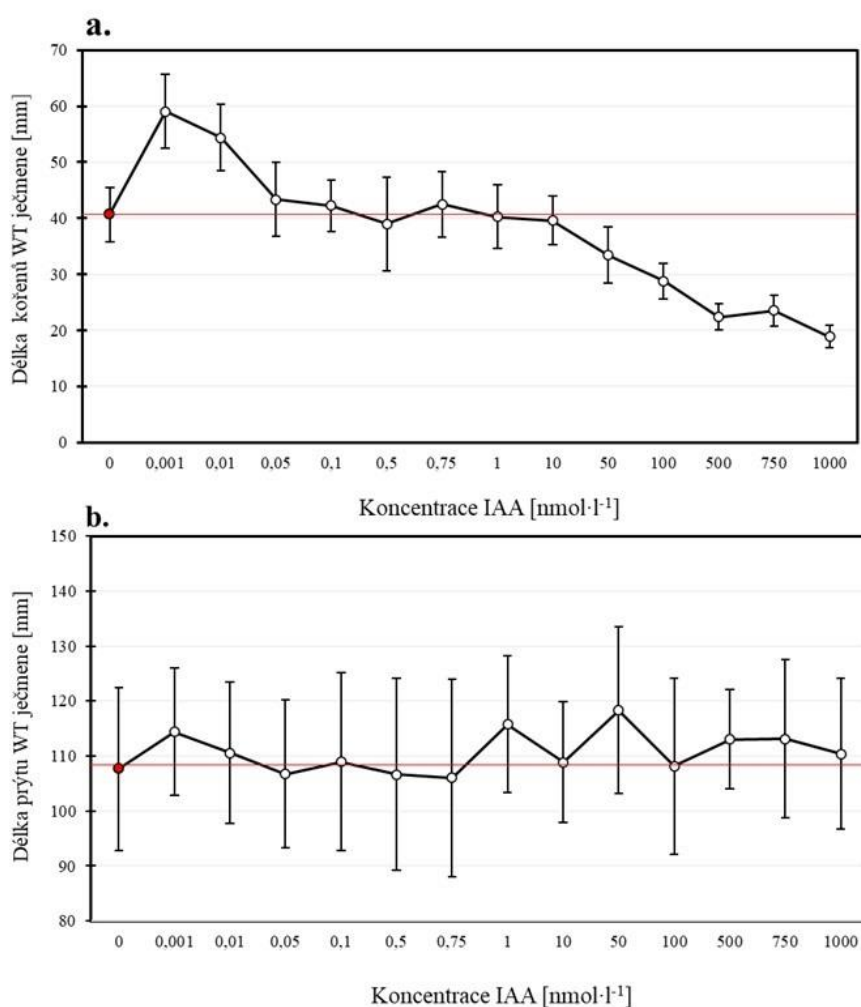 a.
Délka kořenů WT ječmene [mm]
70
60
50
40
30
20
10
0
0 0,001 0,01 0,05 0,1 0,5 0,75 1 10 50 100 500 750 1000
Koncentrace IAA [nmol·l⁻¹]
b.
Délka prýtu WT ječmene [mm]
150
140
130
120
110
100
90
80
0 0,001 0,01 0,05 0,1 0,5 0,75 1 10 50 100 500 750 1000
Koncentrace IAA [nmol·l⁻¹]